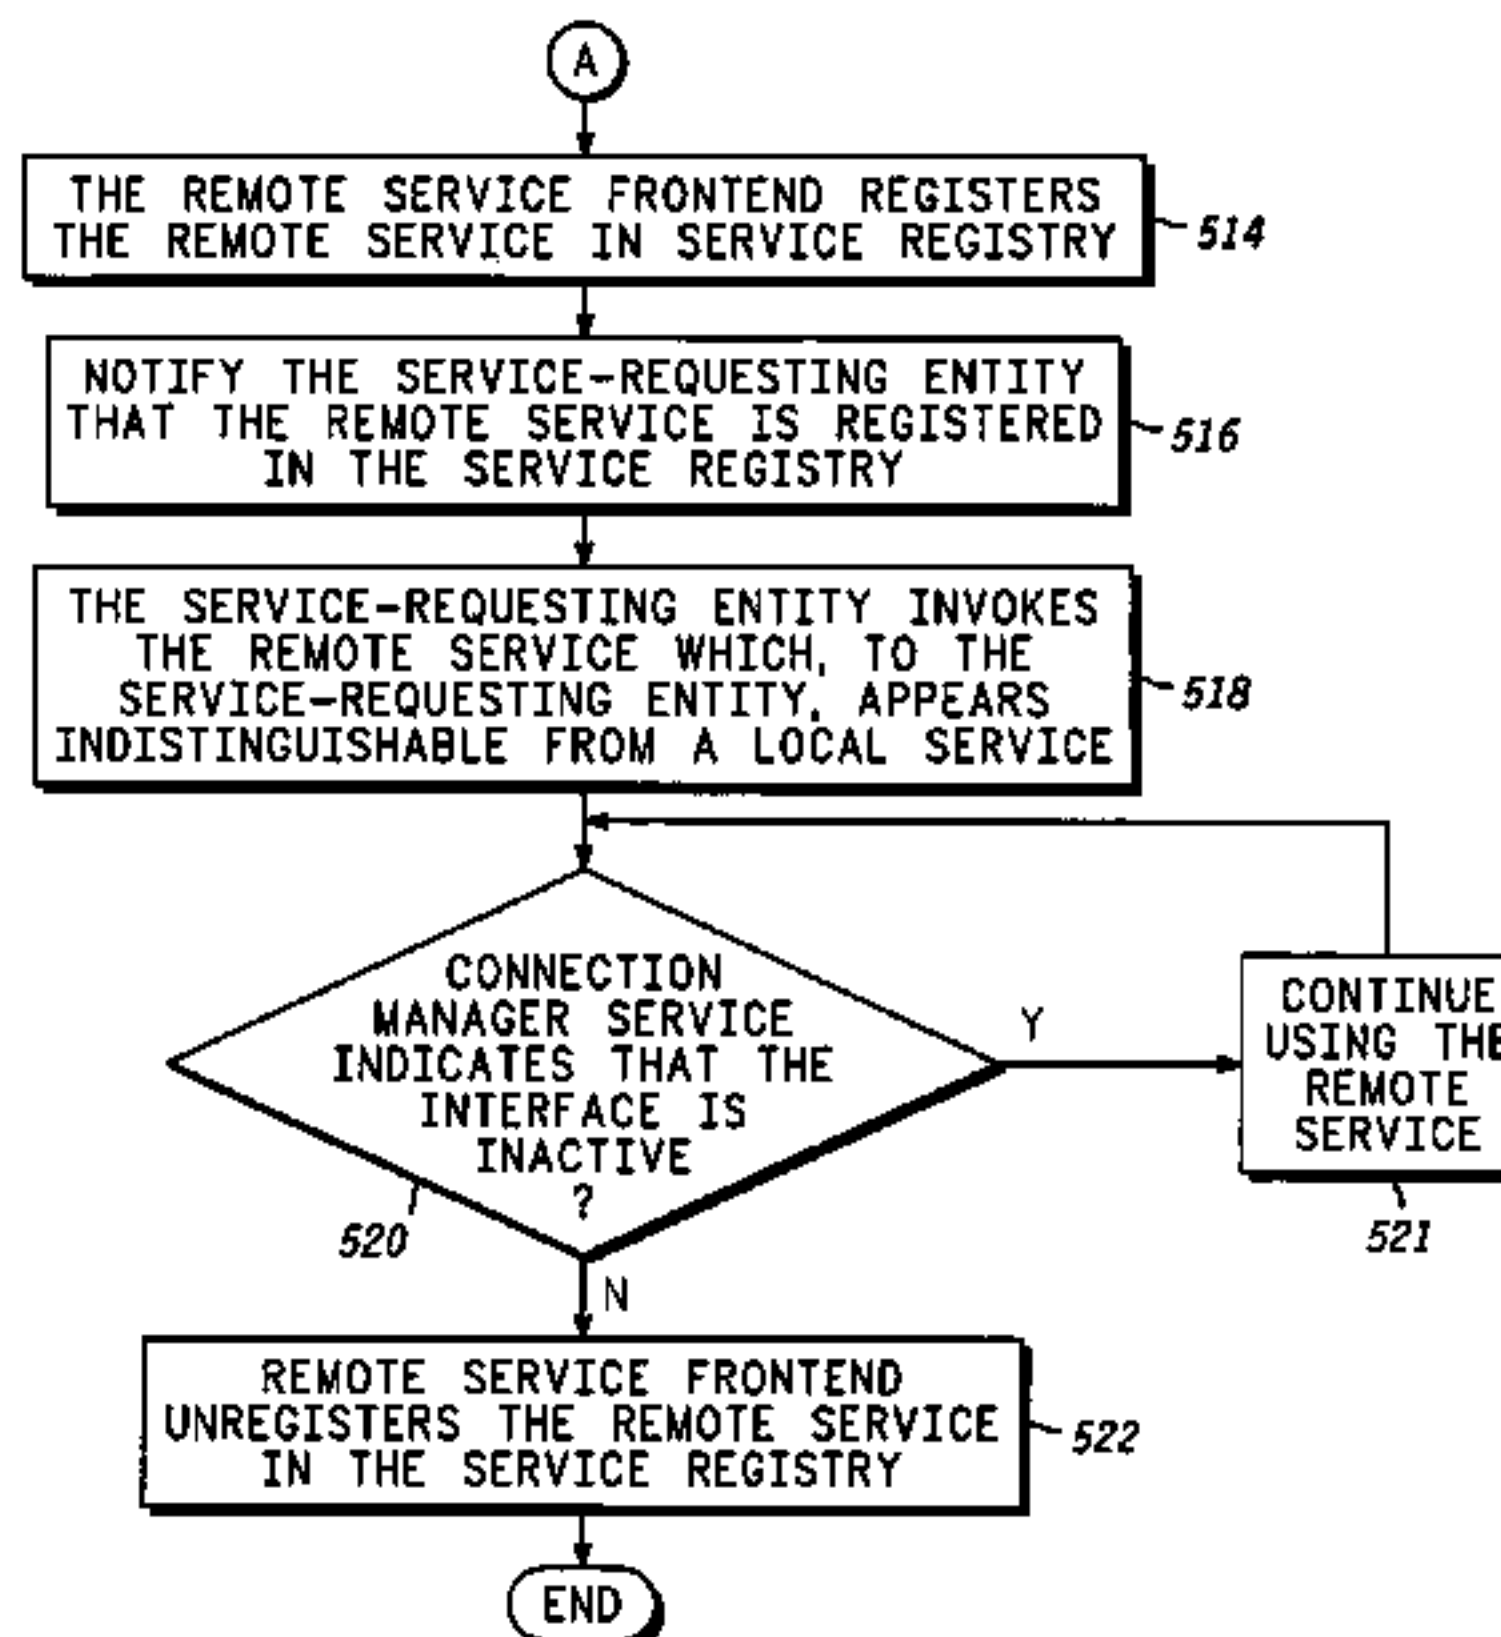 A
THE REMOTE SERVICE FRONTEND REGISTERS
THE REMOTE SERVICE IN SERVICE REGISTRY
514
NOTIFY THE SERVICE-REQUESTING ENTITY
THAT THE REMOTE SERVICE IS REGISTERED
IN THE SERVICE REGISTRY
516
THE SERVICE-REQUESTING ENTITY INVOKES
THE REMOTE SERVICE WHICH, TO THE
SERVICE-REQUESTING ENTITY, APPEARS
INDISTINGUISHABLE FROM A LOCAL SERVICE
518
CONNECTION
MANAGER SERVICE
INDICATES THAT THE
INTERFACE IS
INACTIVE
?
520
Y
CONTINUE
USING THE
REMOTE
SERVICE
521
N
REMOTE SERVICE FRONTEND
UNREGISTERS THE REMOTE SERVICE
IN THE SERVICE REGISTRY
522
END